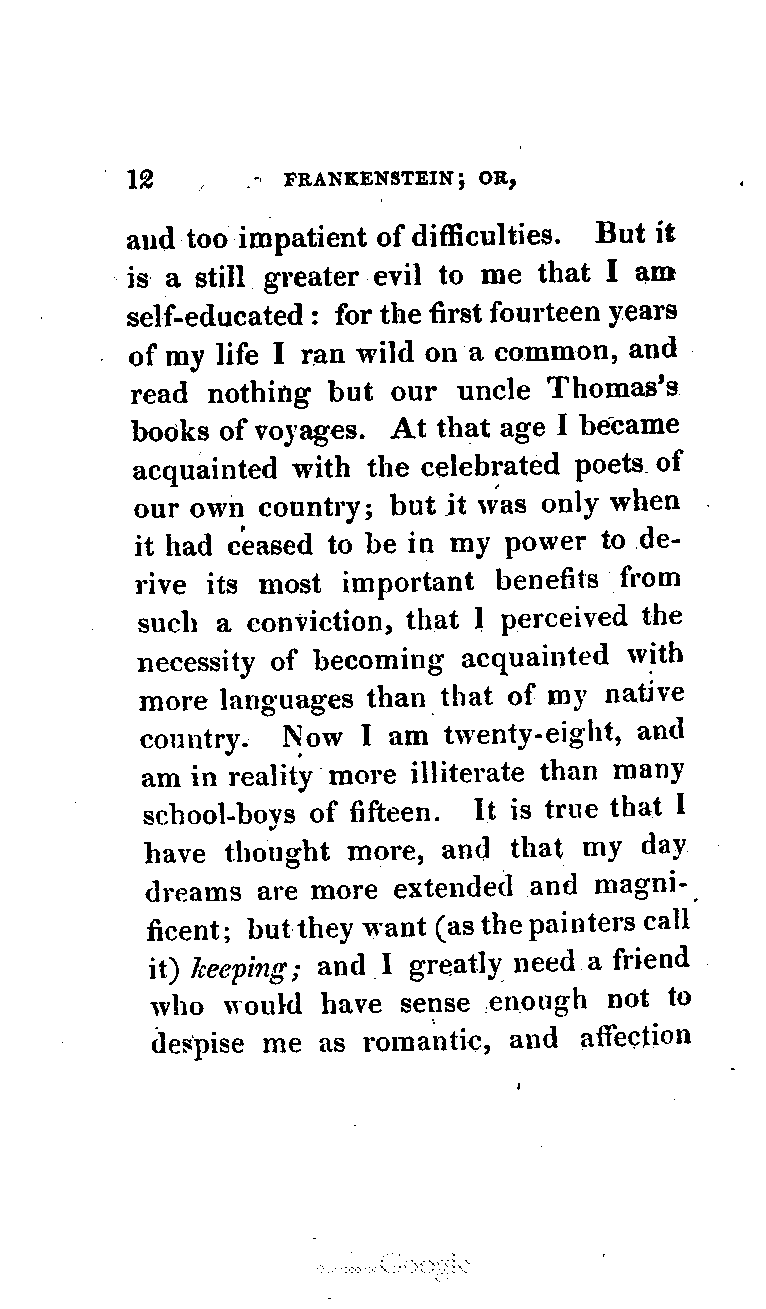 12 FRANKENSTEIN; OR,
and too impatient of difficulties. But it
is a still greater evil to me that I am
self-educated: for the first fourteen years
of my life I ran wild on a common, and
read nothing but our uncle Thomas's
books of voyages. At that age I became
acquainted with the celebrated poets of
our own country; but it was only when
it had ceased to be in my power to de-
rive its most important benefits from
such a conviction, that I perceived the
necessity of becoming acquainted with
more languages than that of my native
country. Now I am twenty-eight, and
am in reality more illiterate than many
school-boys of fifteen. It is true that I
have thought more, and that my day
dreams are more extended and magni-
ficent; but they want (as the painters call
it) keeping; and I greatly need a friend
who would have sense enough not to
despise me as romantic, and affection
Google